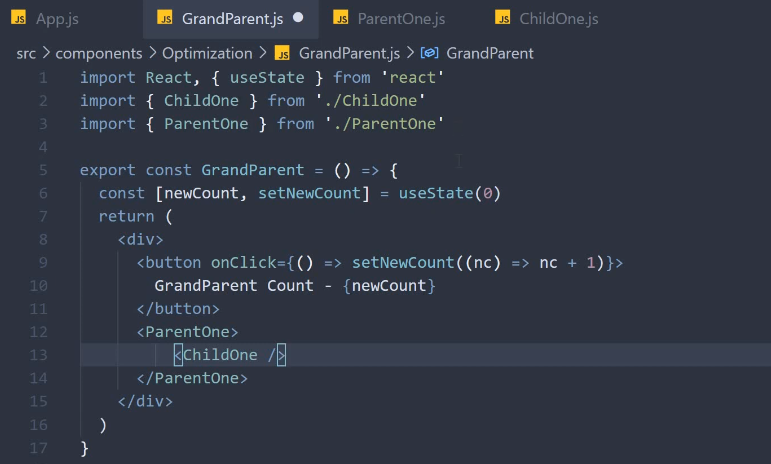 JS App.js JS GrandParent.js JS ParentOne.js JS ChildOne.js
src > components > Optimization > JS GrandParent.js > GrandParent
1 import React, { useState } from 'react'
2 import { ChildOne } from './ChildOne'
3 import { ParentOne } from './ParentOne'
4
5 export const GrandParent = () => {
6 const [newCount, setNewCount] = useState(0)
7 return (
8 <div>
9 <button onClick={() => setNewCount((nc) => nc + 1)}>
10 GrandParent Count - {newCount}
11 </button>
12 <ParentOne>
13 <ChildOne />
14 </ParentOne>
15 </div>
16 )
17 }